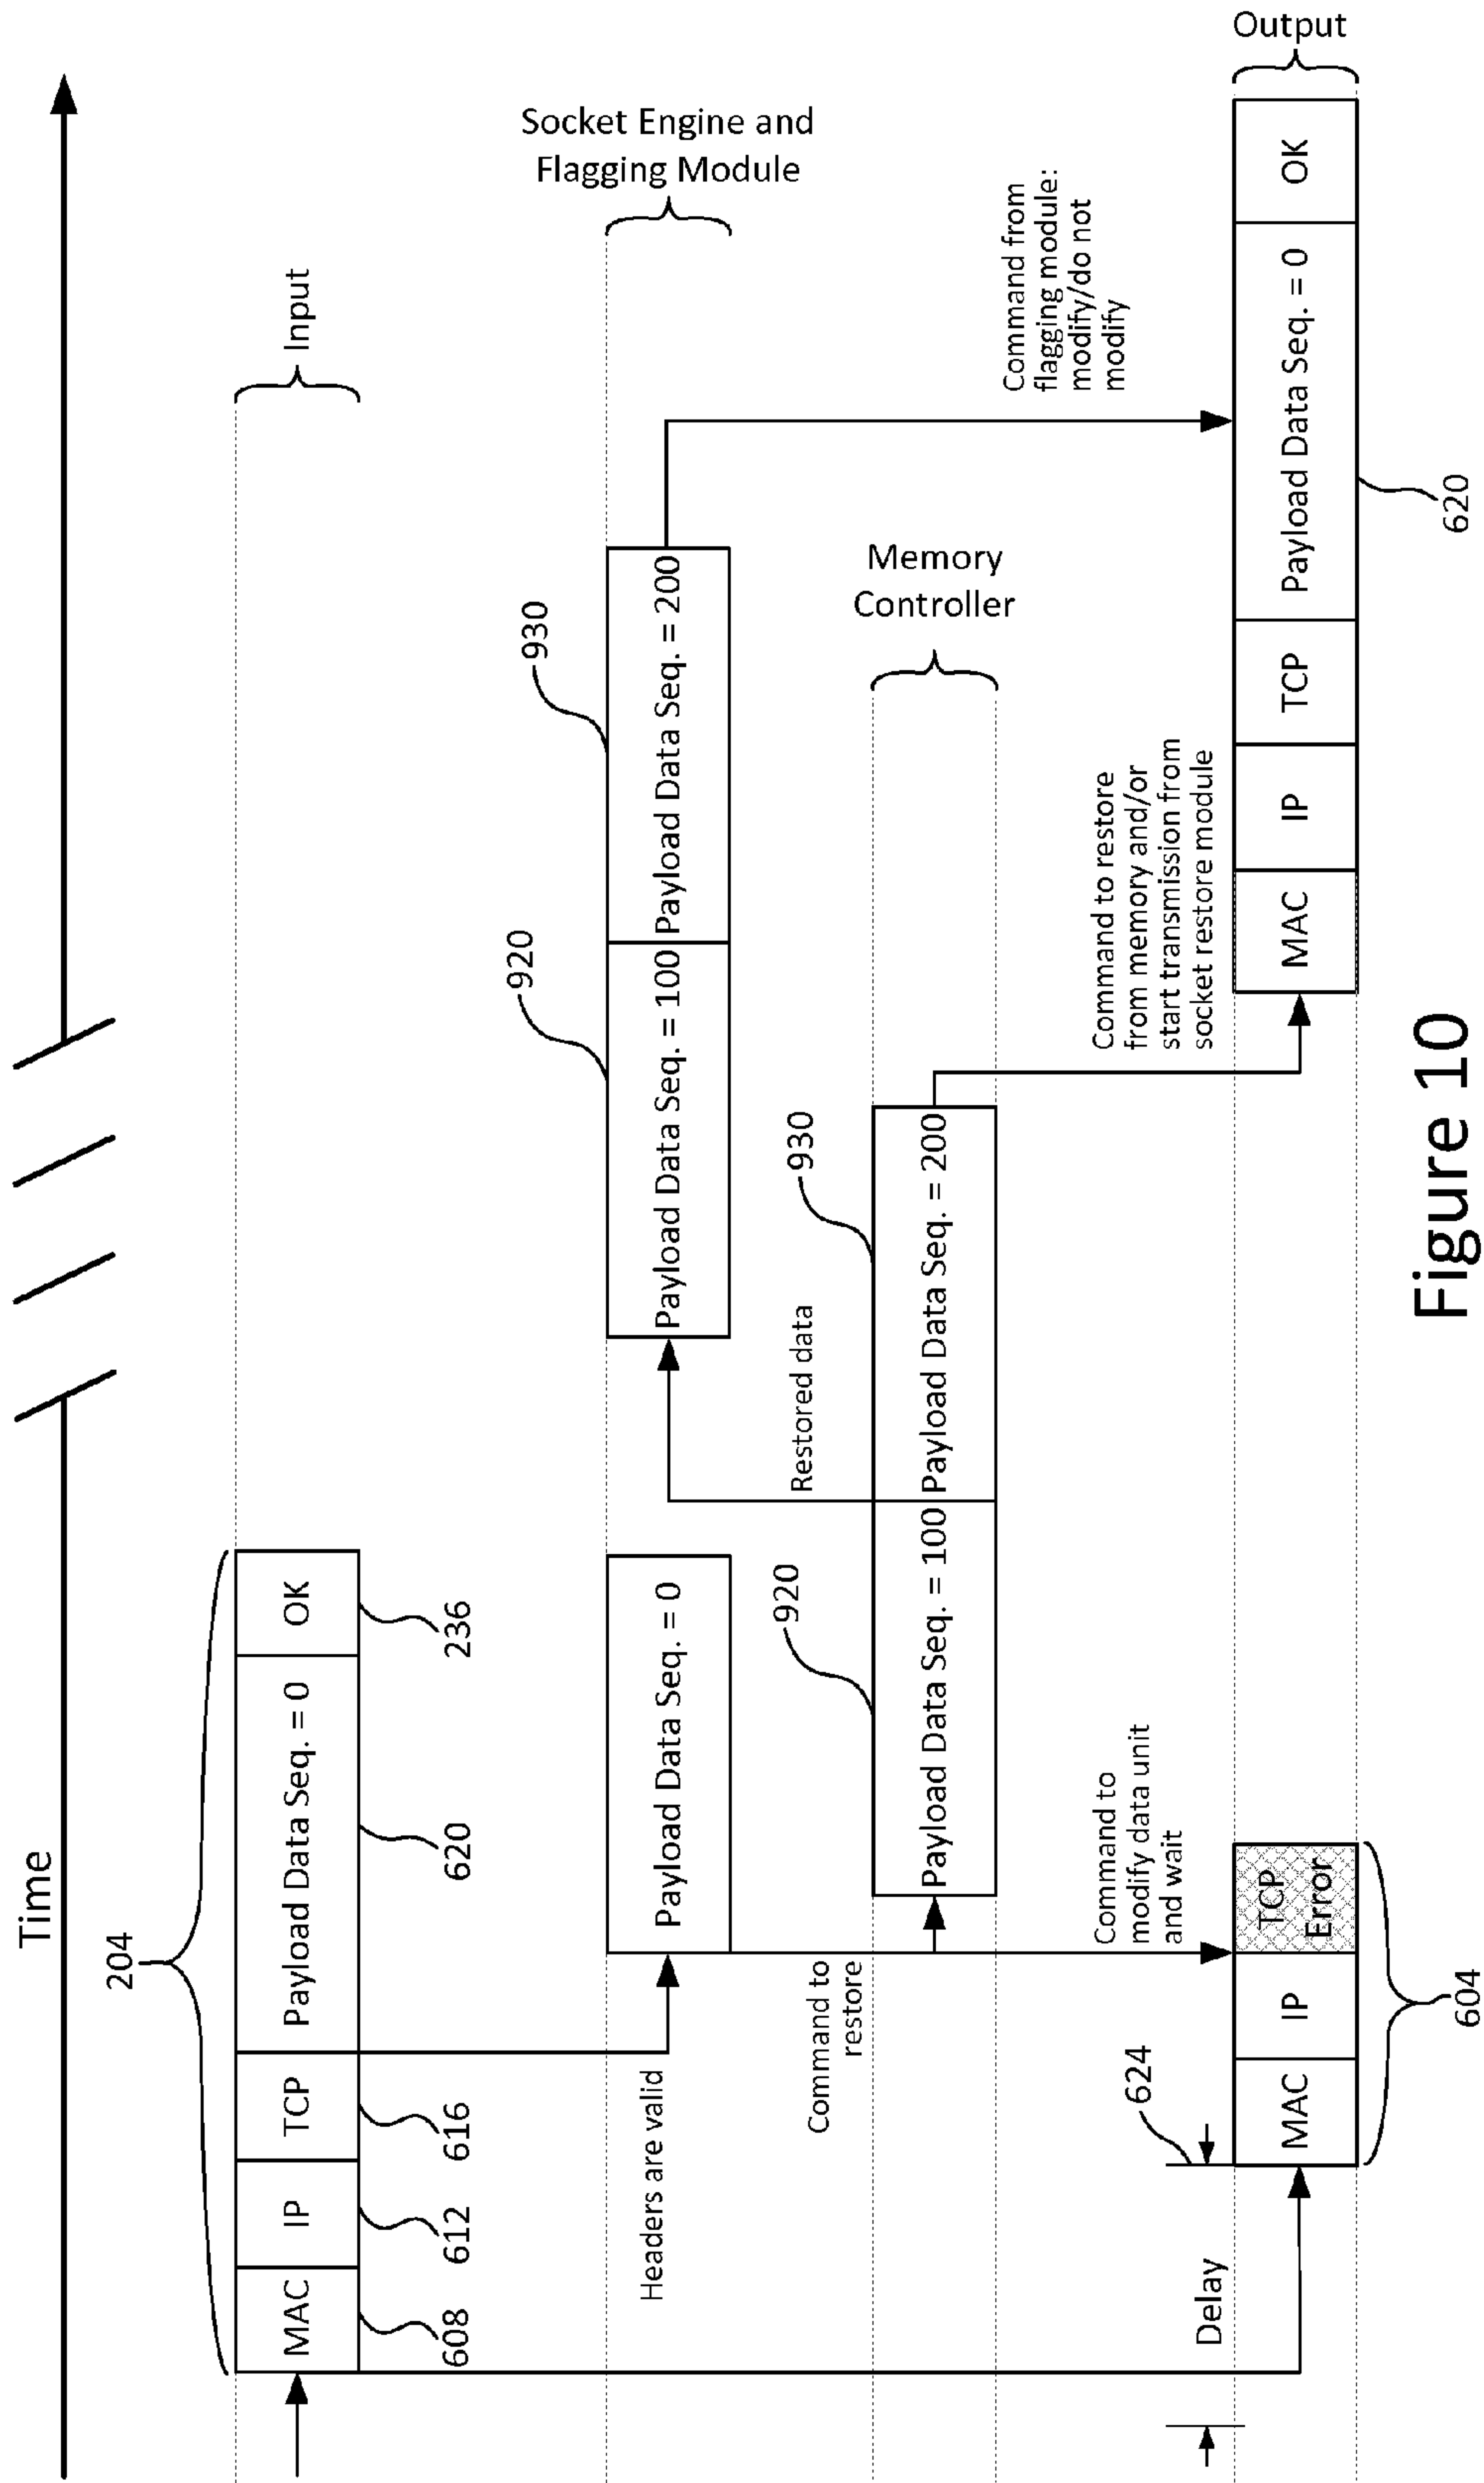 Time
204
MAC
IP
TCP
Payload Data Seq. = 0
OK
Input
608
612
616
620
236
Socket Engine and
Flagging Module
Headers are valid
Payload Data Seq. = 0
920
930
Payload Data Seq. = 100
Payload Data Seq. = 200
Restored data
Command to
restore
920
930
Payload Data Seq. = 100
Payload Data Seq. = 200
Memory
Controller
Command to
modify data unit
and wait
Command to restore
from memory and/or
start transmission from
socket restore module
Command from
flagging module:
modify/do not
modify
Delay
624
MAC
IP
TCP
Error
604
MAC
IP
TCP
Payload Data Seq. = 0
OK
Output
620
Figure 10